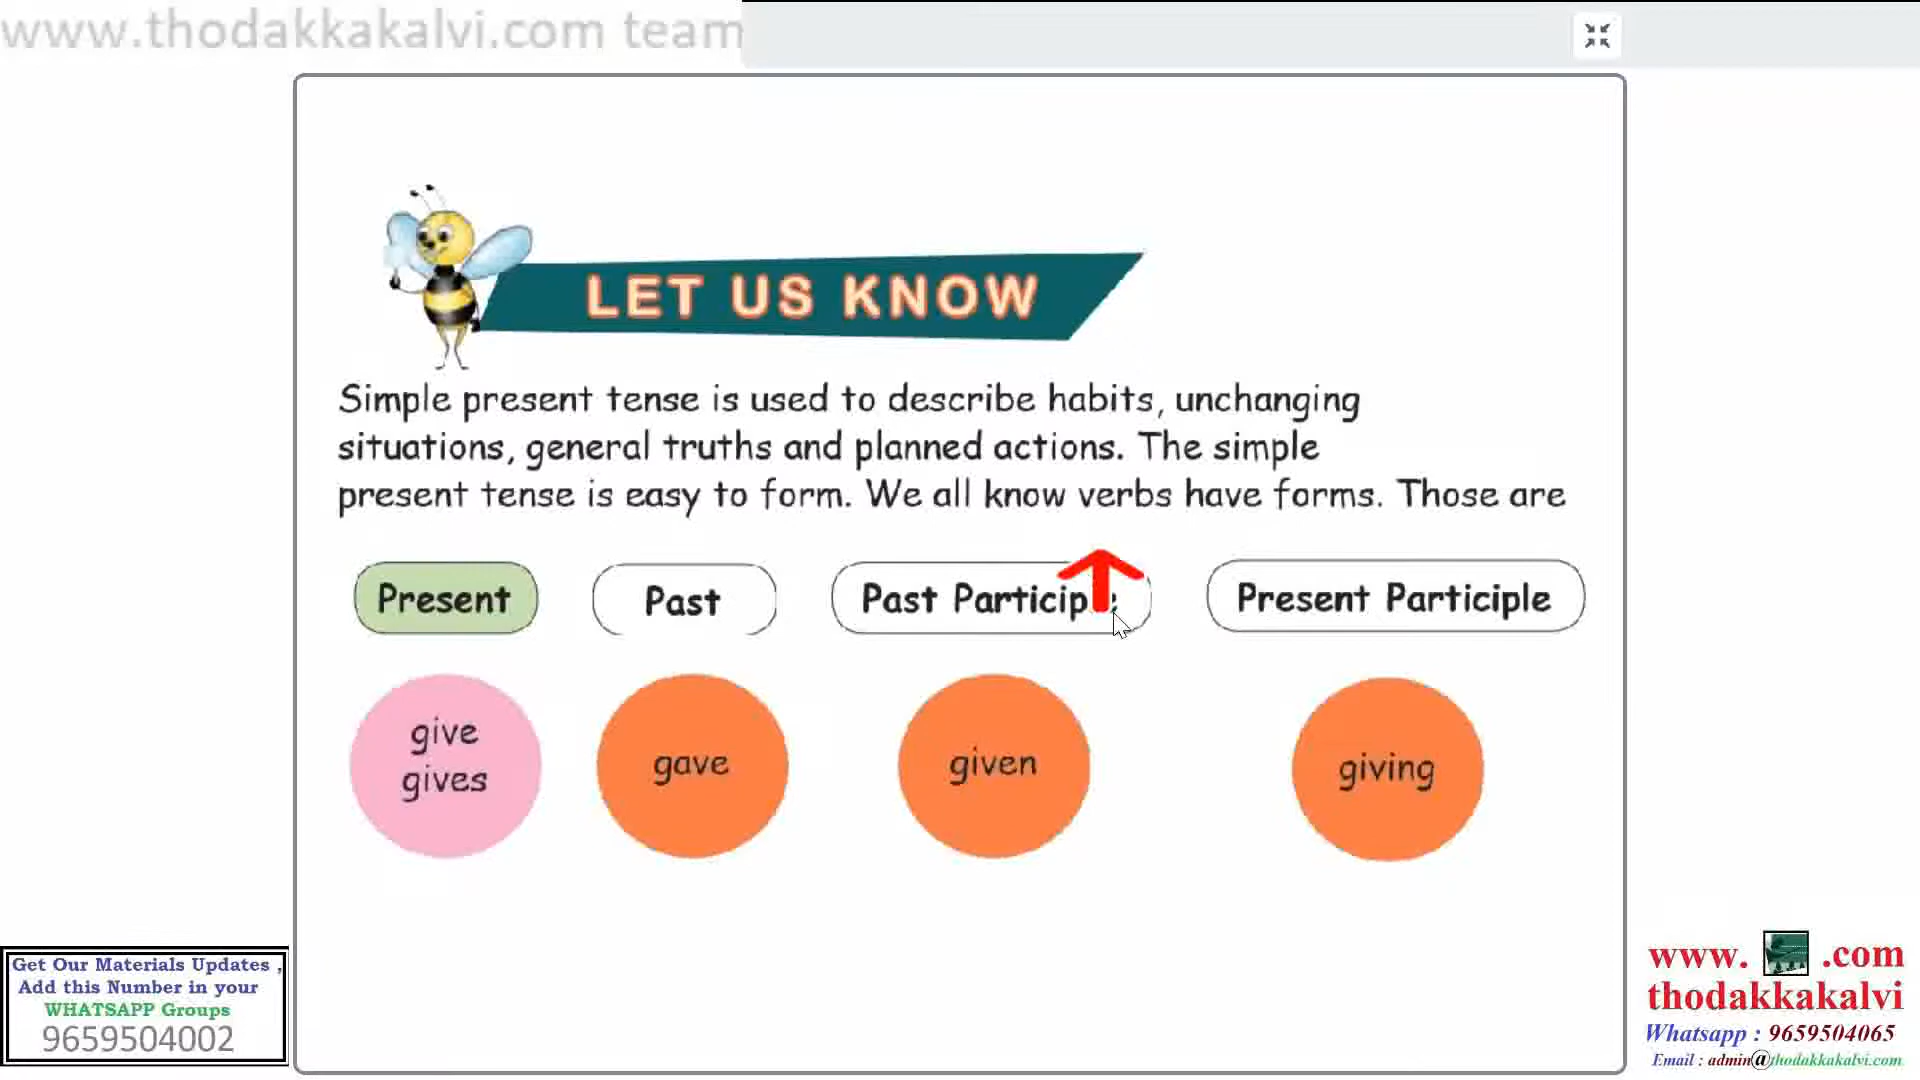 www.thodakkakalvi.com team
LET US KNOW
Simple present tense is used to describe habits, unchanging
situations, general truths and planned actions. The simple
present tense is easy to form. We all know verbs have forms. Those are
Present Past Present Participle
Past
give
gives
gave given giving
Get Our Materials Updates ,
Add this Number in your
WHATSAPP Groups
9659504002
www. .com
thodakkakalvi
Whatsapp : 9659504065
Email : admin@thodakkakalvi.com